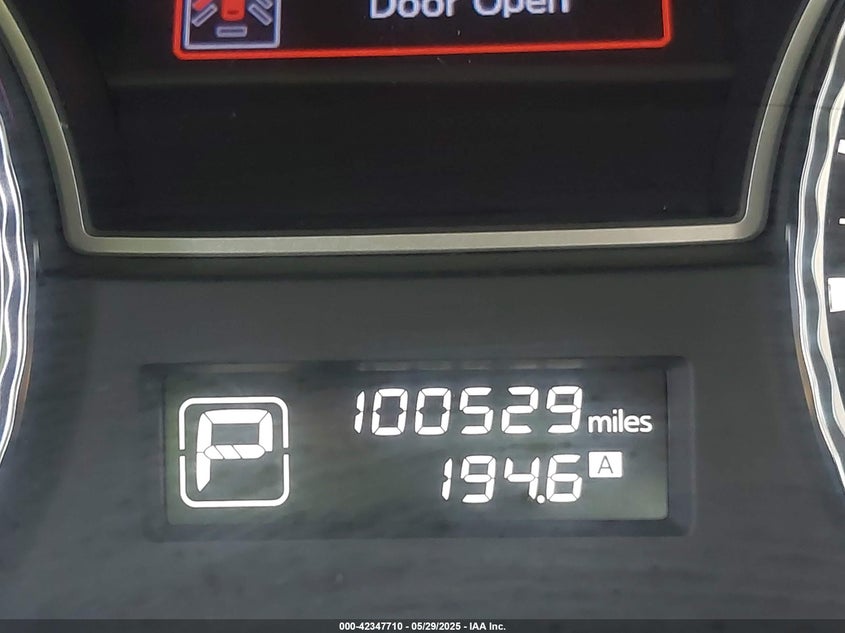 Door Open
P
100529 miles
194.6 A
000-42347710 - 05/29/2025 - IAA Inc.